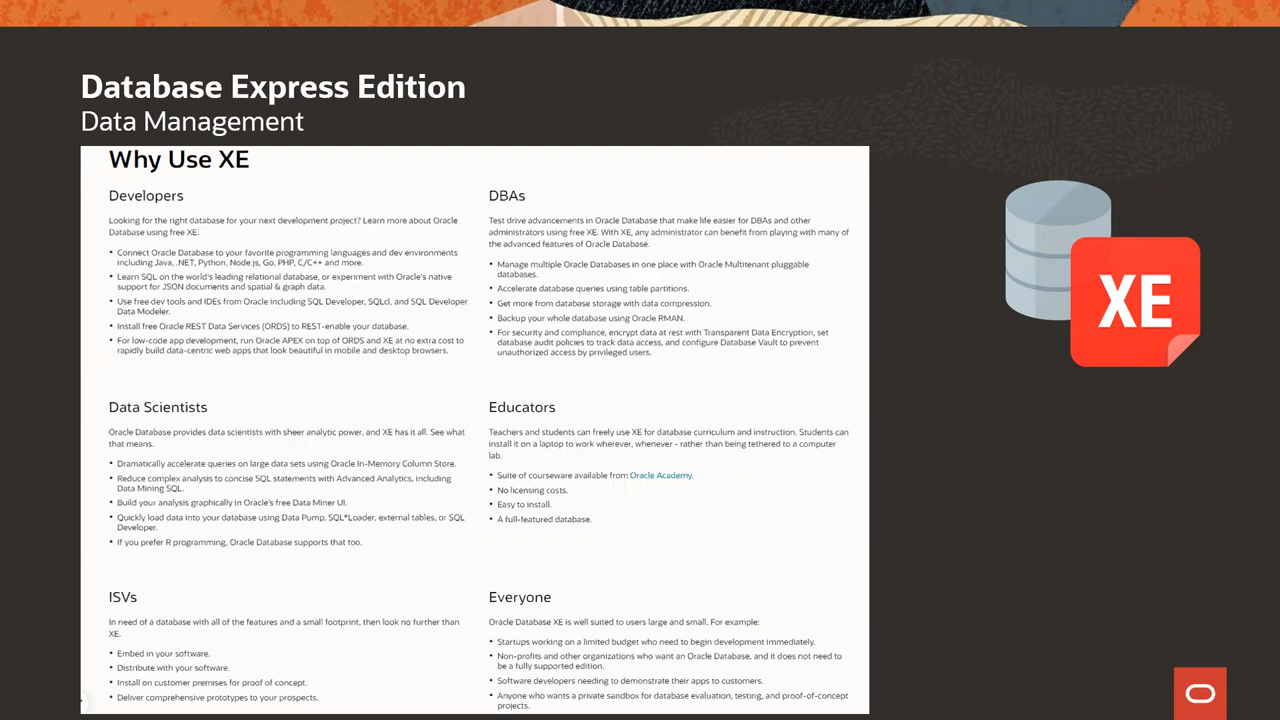 Database Express Edition
Data Management
Why Use XE
Developers
Looking for the right database for your next development project? Learn more about Oracle
Database using free XE.
• Connect Oracle Database to your favorite programming languages and dev environments
including Java, .NET, Python, Node.js, Go, PHP, C/C++ and more.
• Learn SQL on the world's leading relational database, or experiment with Oracle's native
support for JSON documents and spatial & graph data.
• Use free dev tools and IDEs from Oracle including SQL Developer, SQLcl, and SQL Developer
Data Modeler.
• Install free Oracle REST Data Services (ORDS) to REST-enable your database.
• For low-code app development, run Oracle APEX on top of ORDS and XE at no extra cost to
rapidly build data-centric web apps that look beautiful in mobile and desktop browsers.
DBAs
Test drive advancements in Oracle Database that make life easier for DBAs and other
administrators using free XE. With XE, any administrator can benefit from playing with many of
the advanced features of Oracle Database.
• Manage multiple Oracle Databases in one place with Oracle Multitenant pluggable
databases.
• Accelerate database queries using table partitions.
• Get more from database storage with data compression.
• Backup your whole database using Oracle RMAN.
• For security and compliance, encrypt data at rest with Transparent Data Encryption, set
database audit policies to track data access, and configure Database Vault to prevent
unauthorized access by privileged users.
XE
Data Scientists
Oracle Database provides data scientists with sheer analytic power, and XE has it all. See what
that means.
• Dramatically accelerate queries on large data sets using Oracle In-Memory Column Store.
• Reduce complex analysis to concise SQL statements with Advanced Analytics, including
Data Mining SQL.
• Build your analysis graphically in Oracle's free Data Miner UI.
• Quickly load data into your database using Data Pump, SQL*Loader, external tables, or SQL
Developer.
• If you prefer R programming, Oracle Database supports that too.
Educators
Teachers and students can freely use XE for database curriculum and instruction. Students can
install it on a laptop to work wherever, whenever - rather than being tethered to a computer
lab.
• Suite of courseware available from Oracle Academy.
• No licensing costs.
• Easy to install.
• A full-featured database.
ISVs
In need of a database with all of the features and a small footprint, then look no further than
XE.
• Embed in your software.
• Distribute with your software.
• Install on customer premises for proof of concept.
• Deliver comprehensive prototypes to your prospects.
Everyone
Oracle Database XE is well suited to users large and small. For example:
• Startups working on a limited budget who need to begin development immediately.
• Non-profits and other organizations who want an Oracle Database, and it does not need to
be a fully supported edition.
• Software developers needing to demonstrate their apps to customers.
• Anyone who wants a private sandbox for database evaluation, testing, and proof-of-concept
projects.